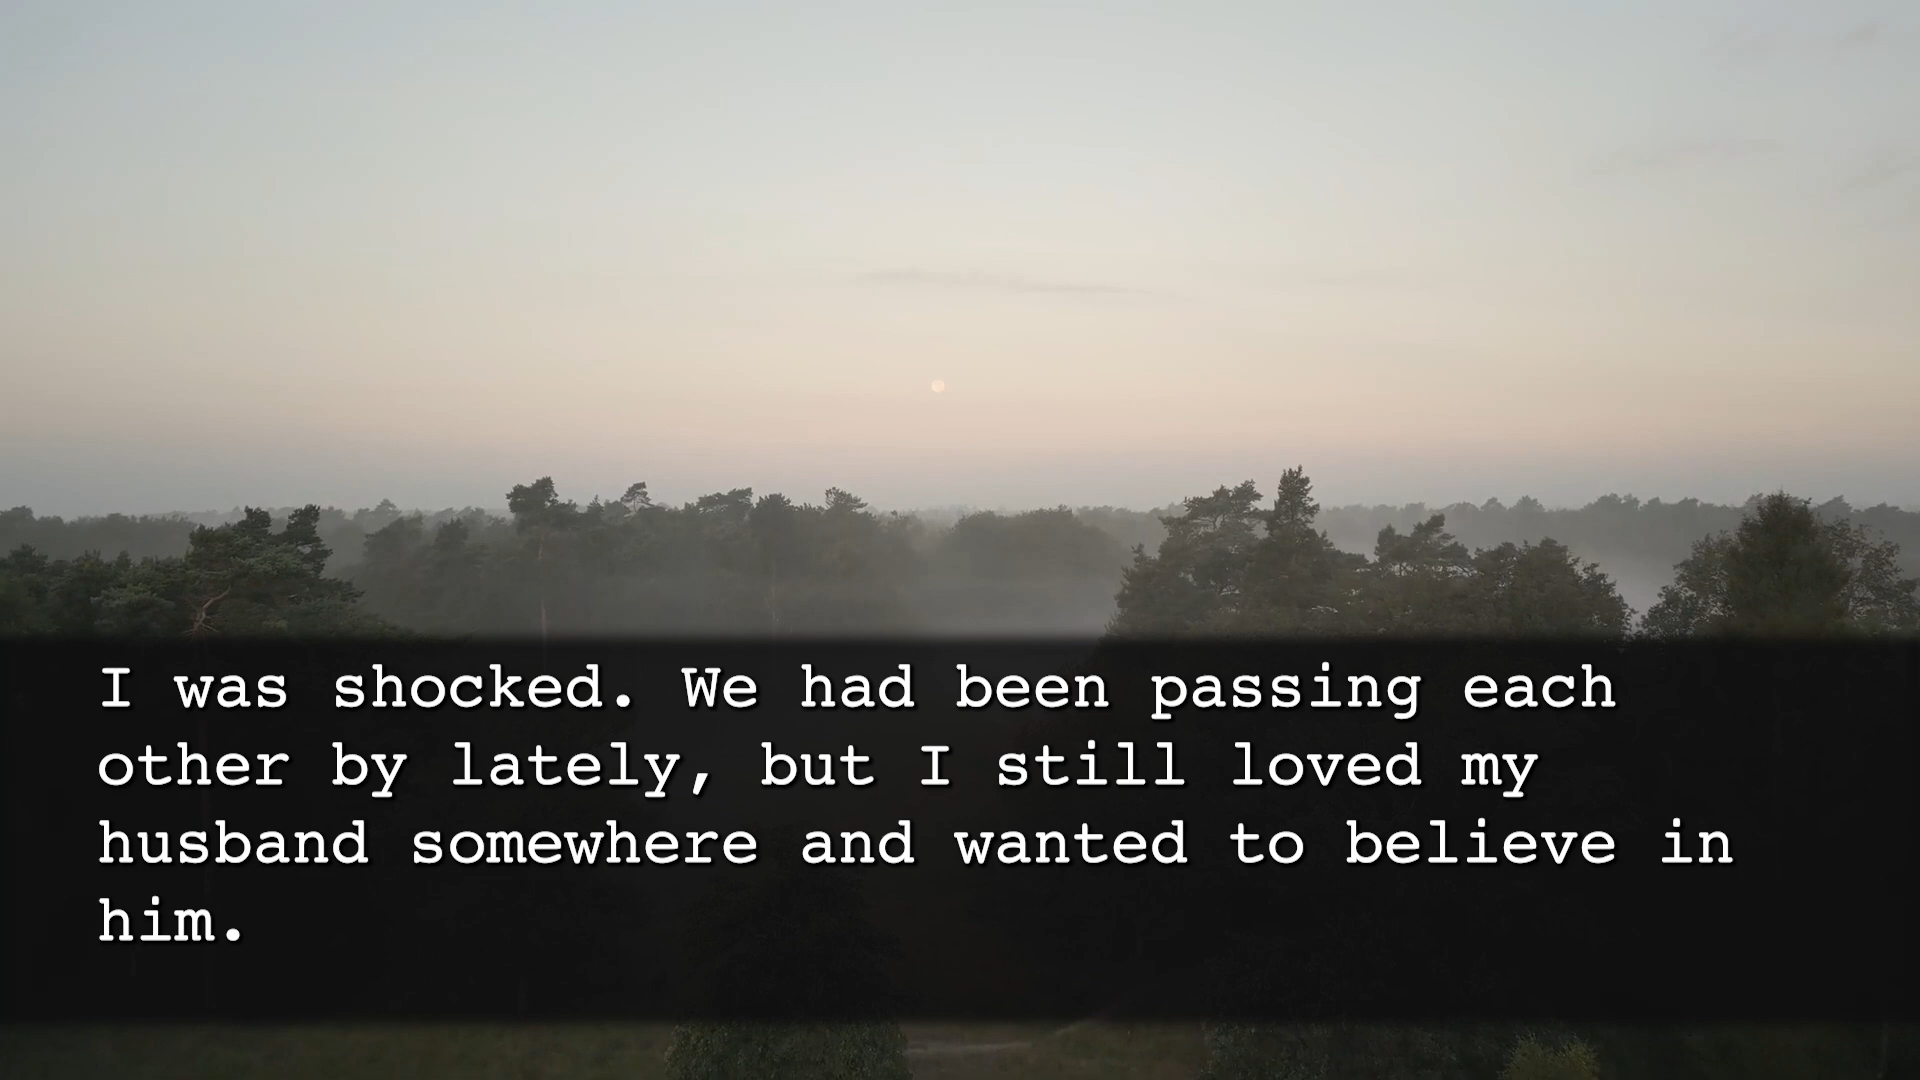 I was shocked. We had been passing each
other by lately, but I still loved my
husband somewhere and wanted to believe in
him.